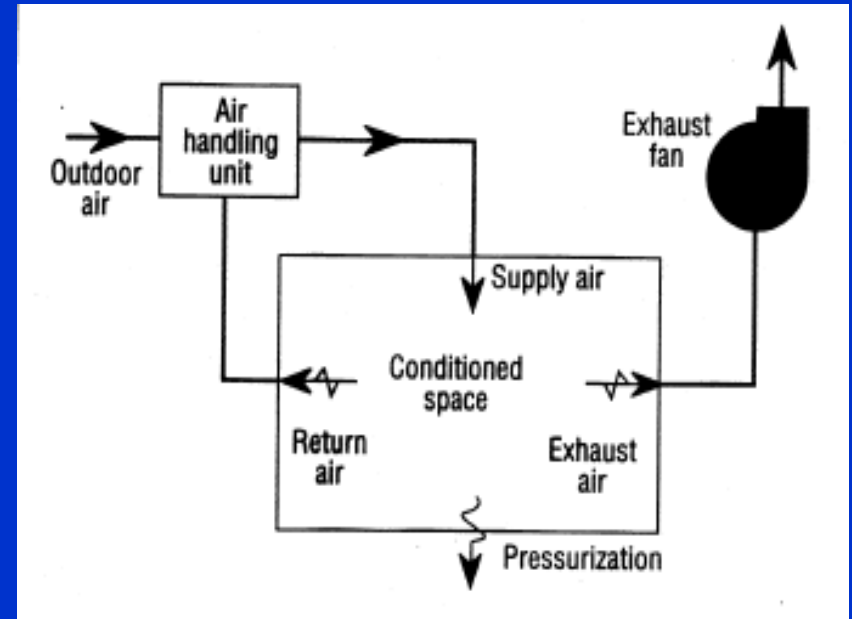 Air
handling
unit
Outdoor
air
Exhaust
fan
Supply air
Conditioned
space
Return
air
Exhaust
air
Pressurization